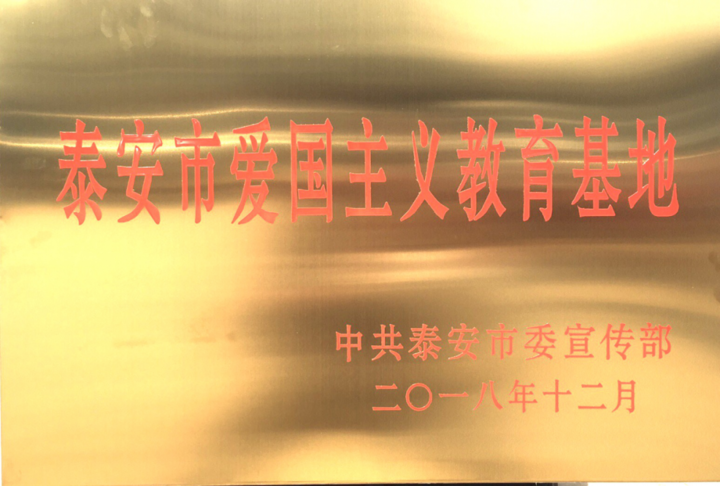 泰安市爱国主义教育基地
中共泰安市委宣传部
二〇一八年十二月